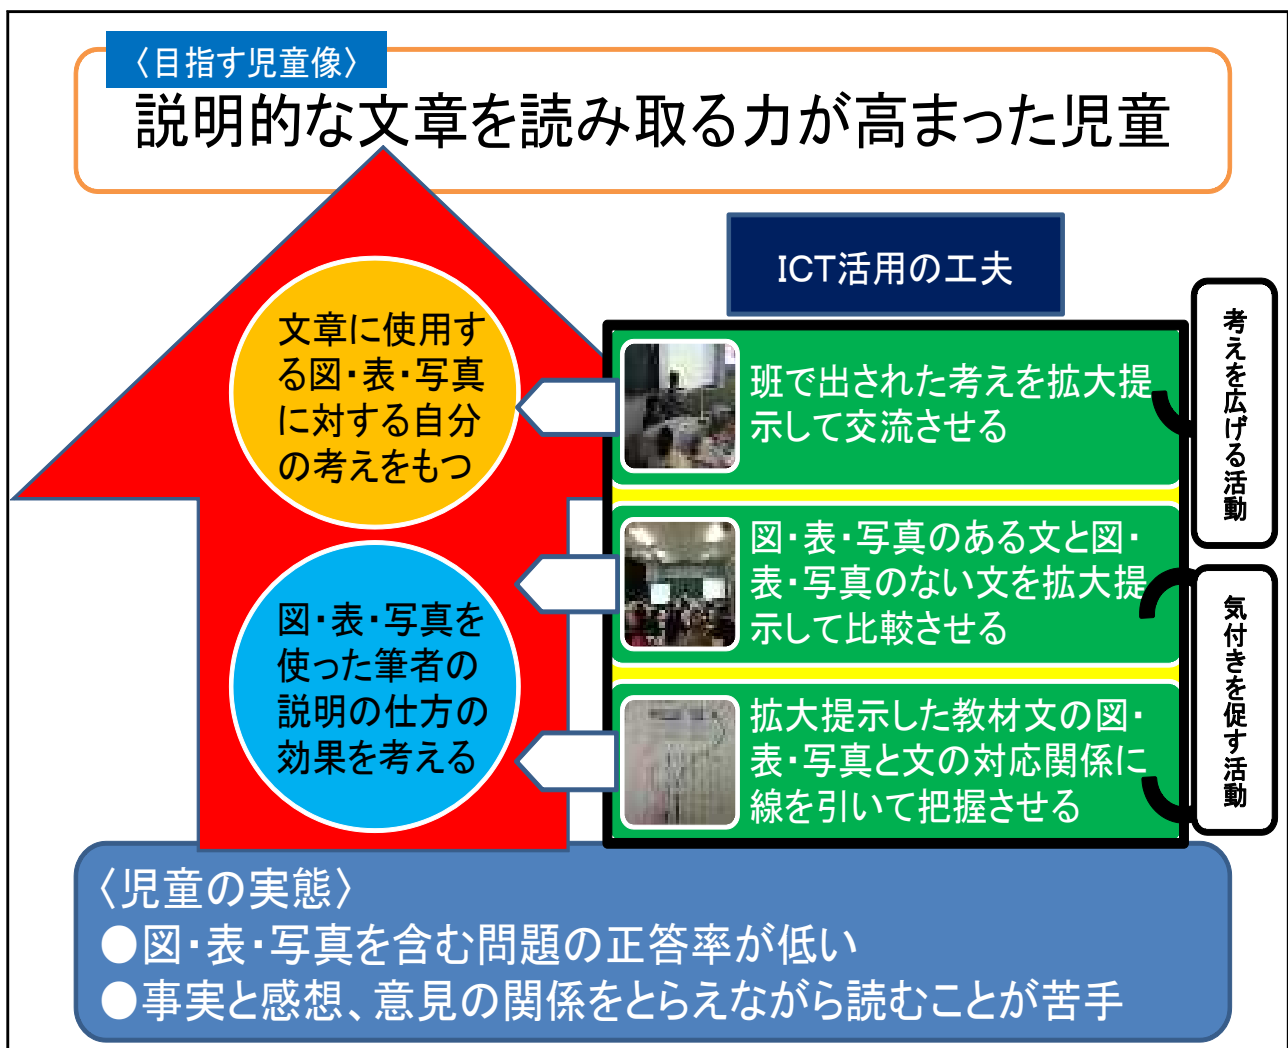 〈目指す児童像〉
説明的な文章を読み取る力が高まった児童
ICT活用の工夫
文章に使用す
る図・表・写真
に対する自分
の考えをもつ
班で出された考えを拡大提
示して交流させる
考えを広げる活動
図・表・写真のある文と図・
表・写真のない文を拡大提
示して比較させる
図・表・写真を
使った筆者の
説明の仕方の
効果を考える
拡大提示した教材文の図・
表・写真と文の対応関係に
線を引いて把握させる
気付きを促す活動
〈児童の実態〉
●図・表・写真を含む問題の正答率が低い
●事実と感想、意見の関係をとらえながら読むことが苦手